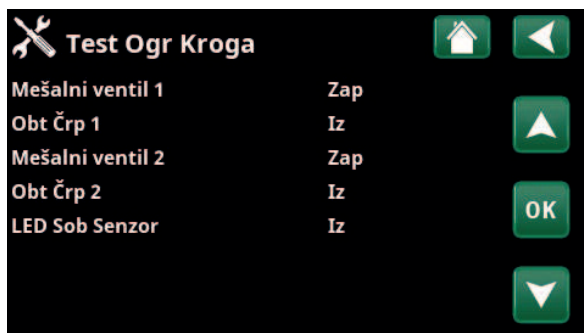 Test Ogr Kroga
Mešalni ventil 1 Zap
Obt Črp 1 Iz
Mešalni ventil 2 Zap
Obt Črp 2 Iz
LED Sob Senzor Iz
OK